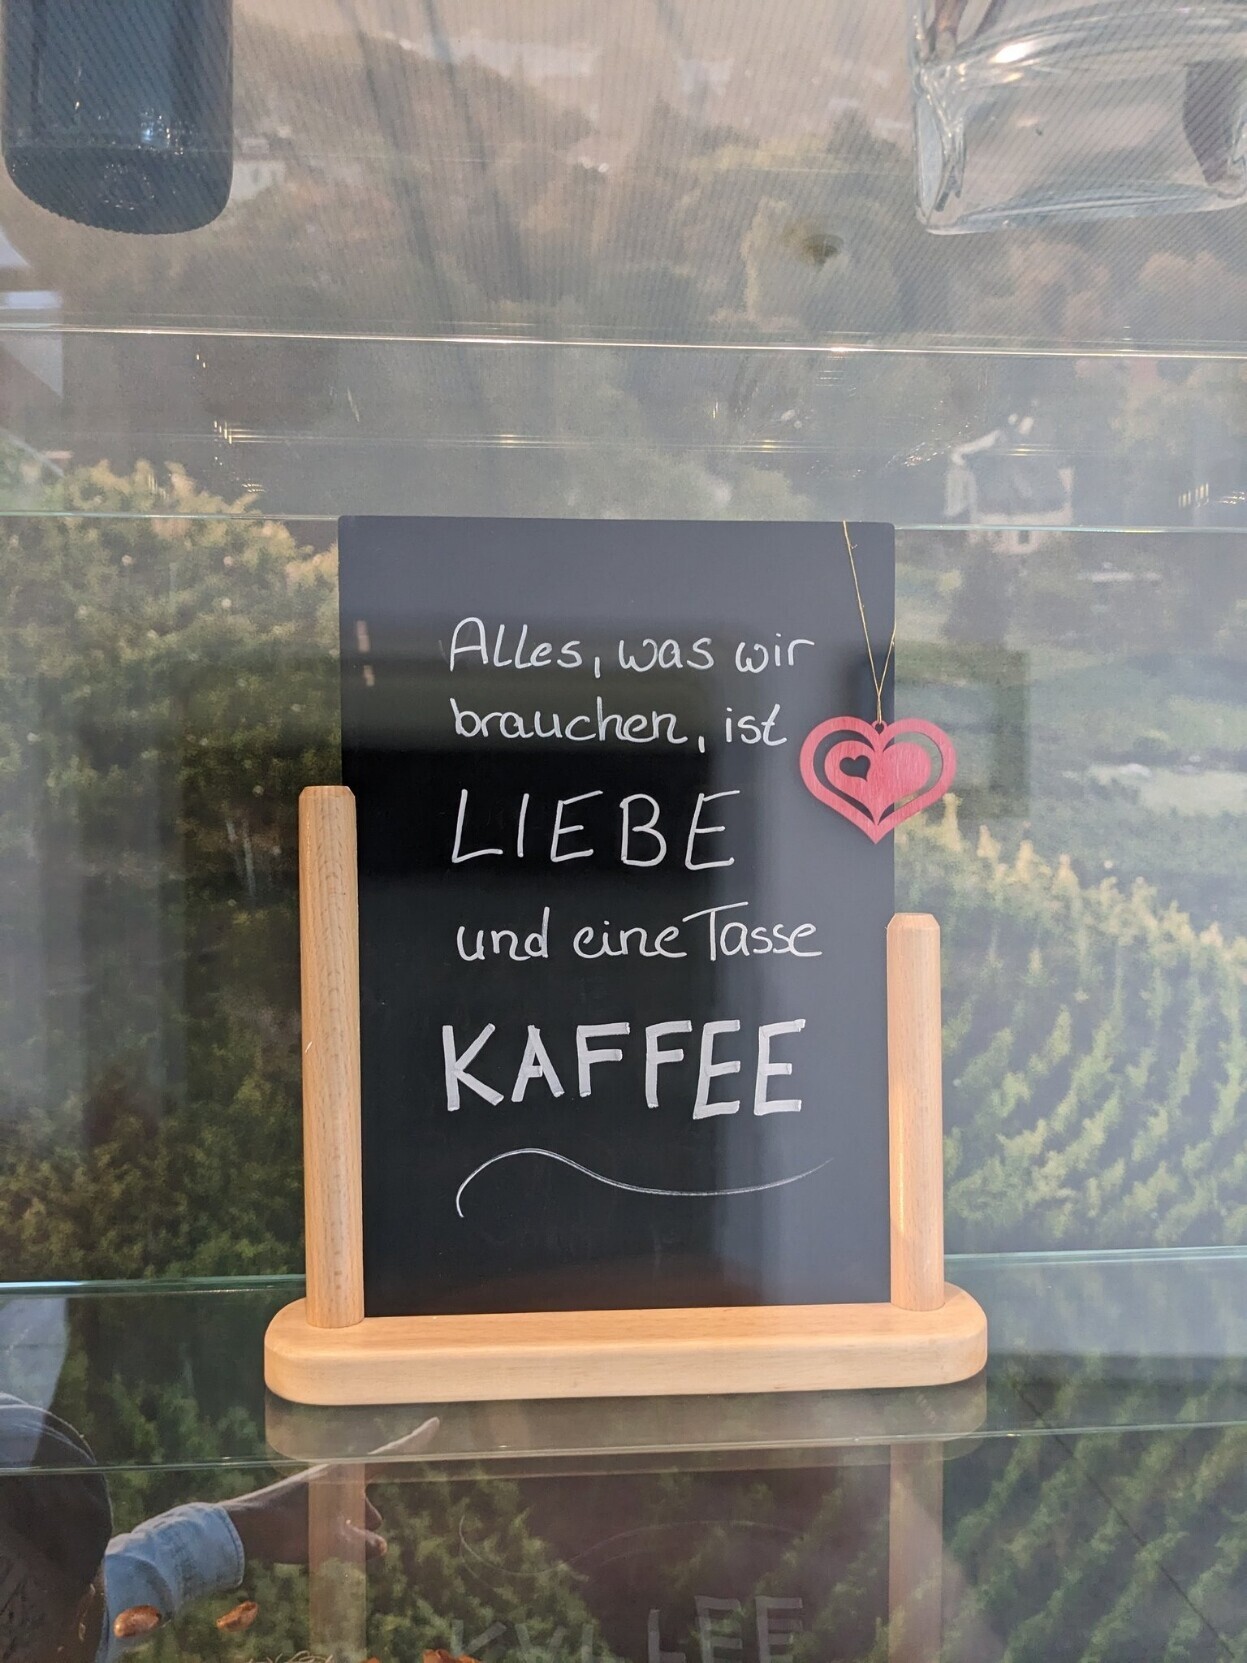 Alles, was wir
brauchen, ist
LIEBE
und eine Tasse
KAFFEE